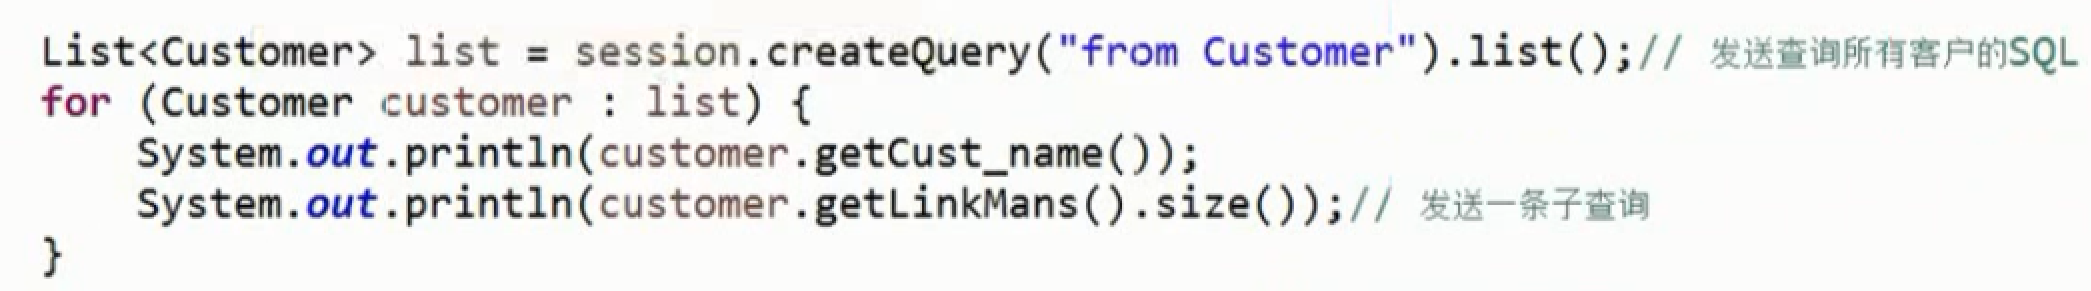 List<Customer> list = session.createQuery("from Customer").list();// 发送查询所有客户的SQL
for (Customer customer : list) {
    System.out.println(customer.getCust_name());
    System.out.println(customer.getLinkMans().size());// 发送一条子查询
}